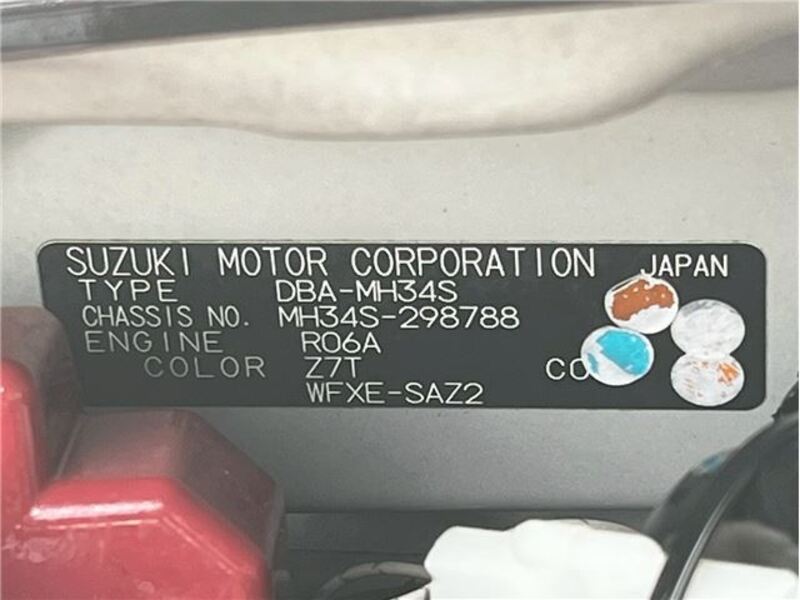 SUZUKI MOTOR CORPORATION JAPAN
TYPE DBA-MH34S
CHASSIS NO. MH34S-298788
ENGINE R06A
COLOR Z7T CO
WFXE-SAZ2